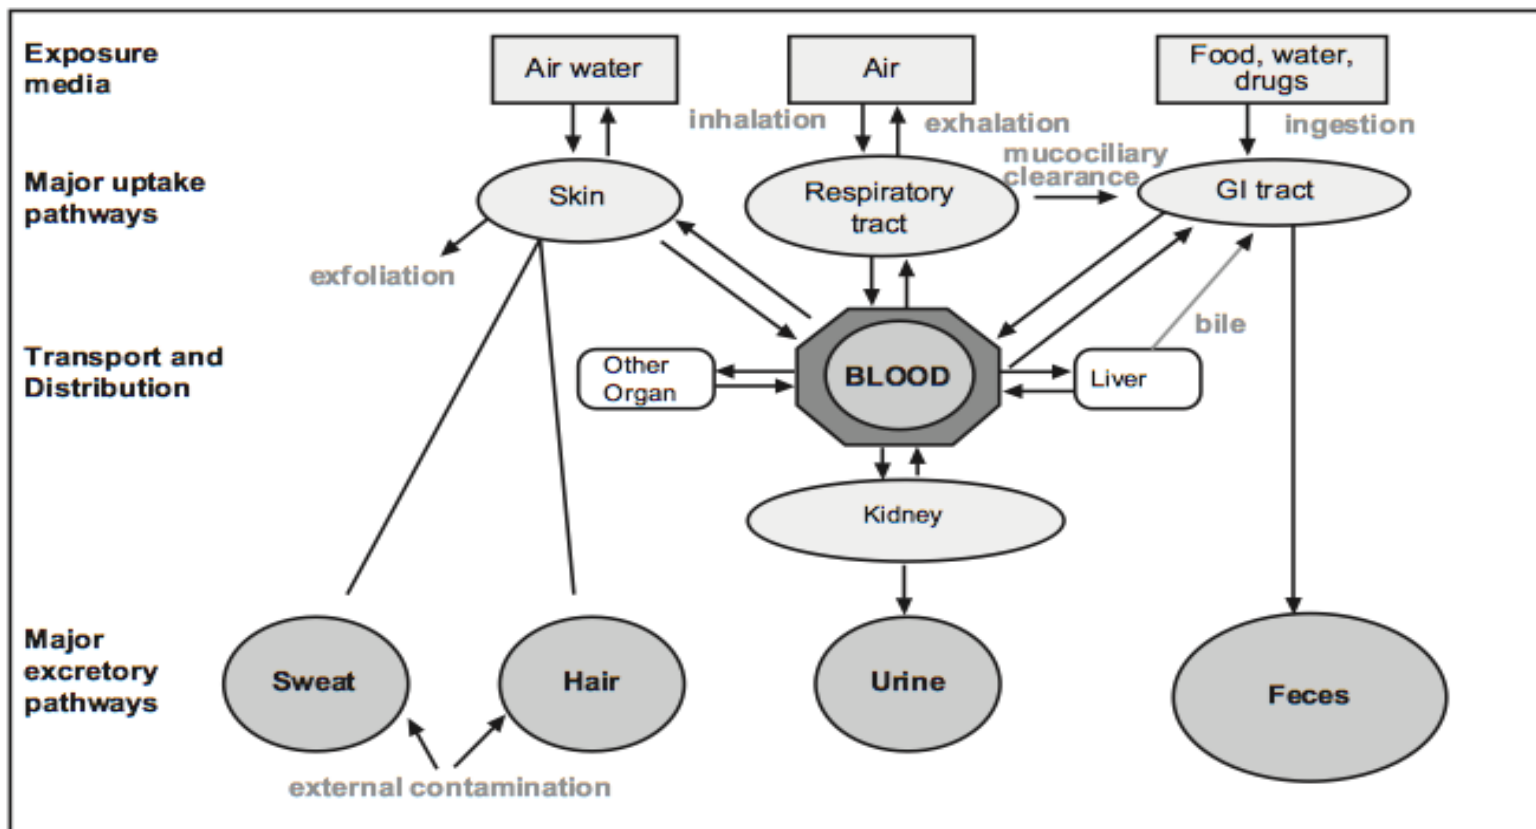 Exposure
media
Air water
Air
Food, water,
drugs
inhalation
exhalation
ingestion
mucociliary
clearance
Major uptake
pathways
Skin
Respiratory
tract
GI tract
exfoliation
bile
Transport and
Distribution
Other
Organ
BLOOD
Liver
Kidney
Major
excretory
pathways
Sweat
Hair
Urine
Feces
external contamination